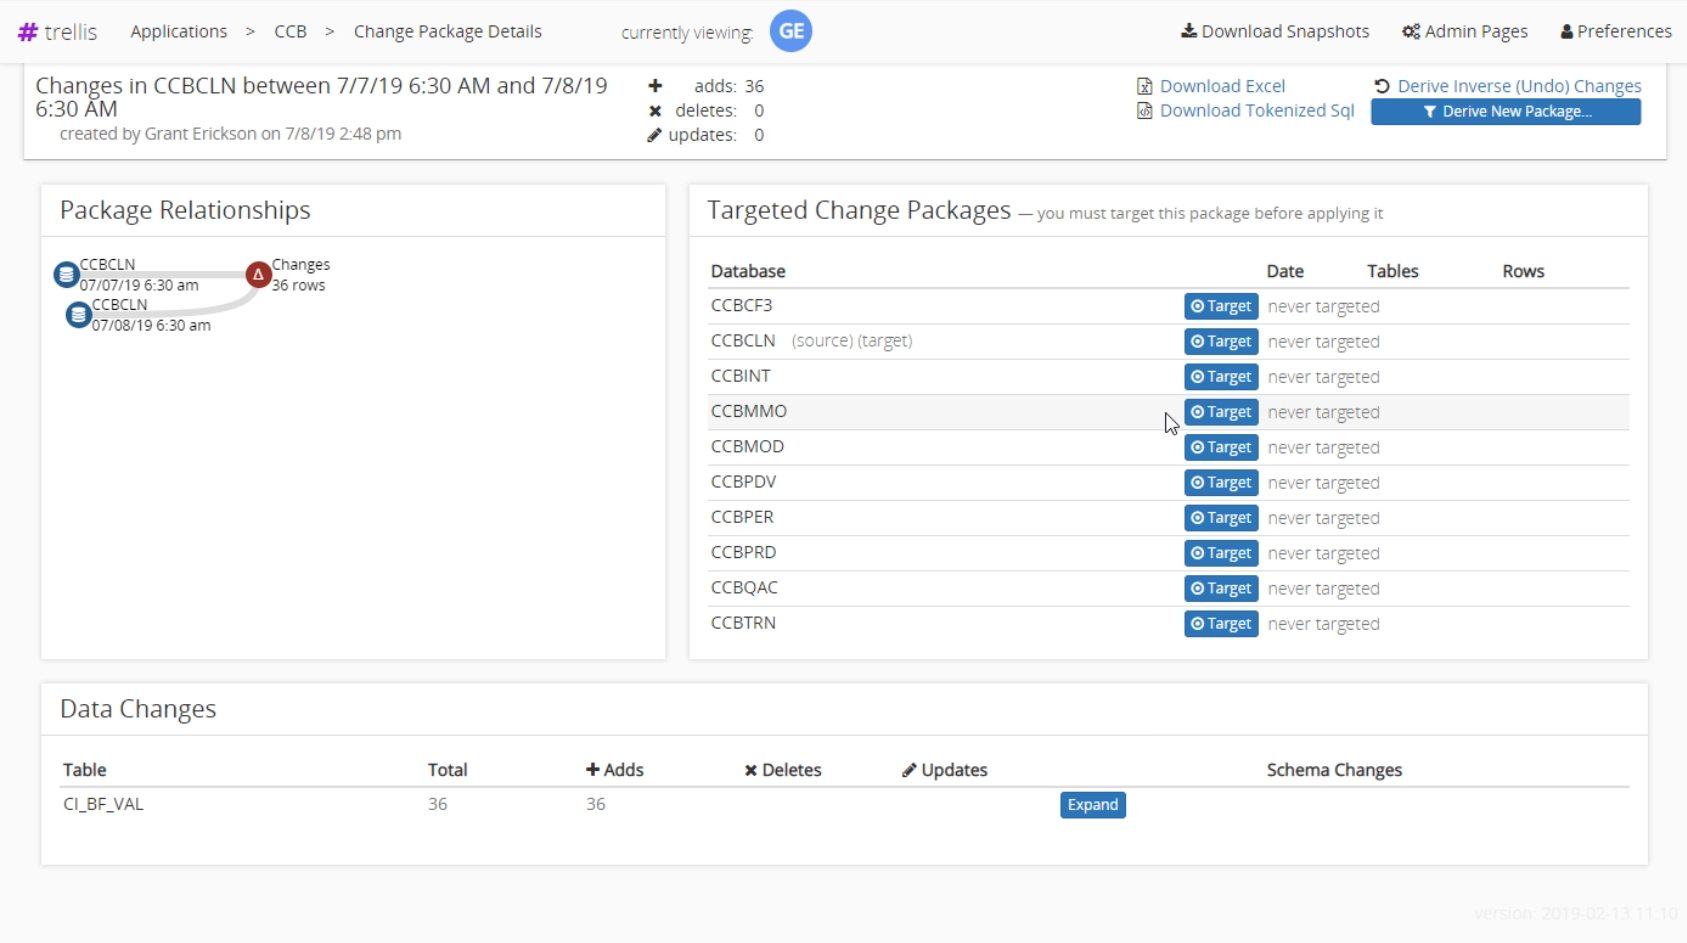 # trellis Applications > CCB > Change Package Details currently viewing: GE Download Snapshots Admin Pages Preferences
Changes in CCBCLN between 7/7/19 6:30 AM and 7/8/19
6:30 AM
created by Grant Erickson on 7/8/19 2:48 pm
adds: 36
deletes: 0
updates: 0
Download Excel
Download Tokenized Sql
Derive Inverse (Undo) Changes
Derive New Package...
Package Relationships
CCBCLN
07/07/19 6:30 am
CCBCLN
07/08/19 6:30 am
Δ
Changes
36 rows
Targeted Change Packages — you must target this package before applying it
Database Date Tables Rows
CCBCF3 Target never targeted
CCBCLN (source) (target) Target never targeted
CCBINT Target never targeted
CCBMMO Target never targeted
CCBMOD Target never targeted
CCBPDV Target never targeted
CCBPER Target never targeted
CCBPRD Target never targeted
CCBQAC Target never targeted
CCBTRN Target never targeted
Data Changes
Table Total Adds Deletes Updates Schema Changes
CI_BF_VAL 36 36 Expand
version: 2019-02-13 11:10